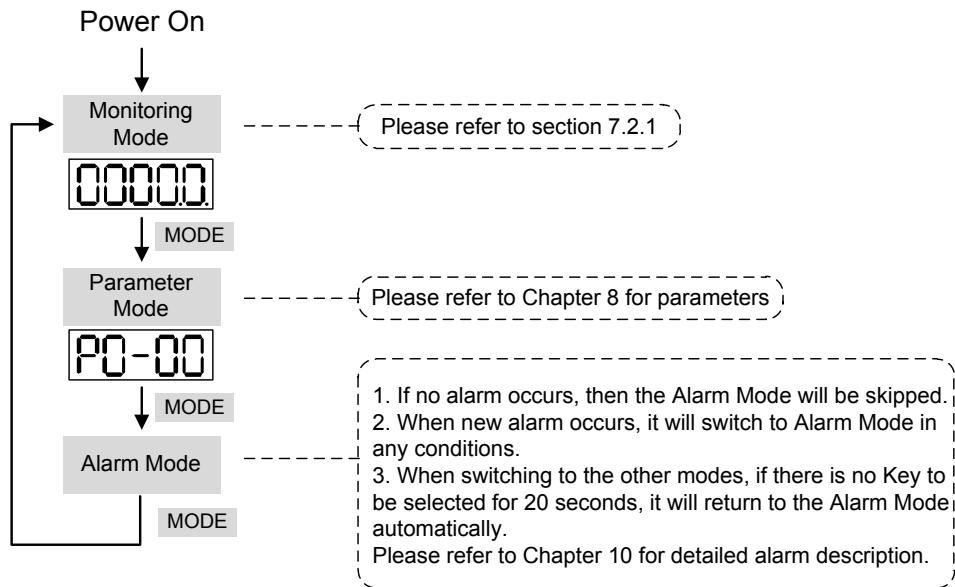 Power On
Monitoring
Mode
Please refer to section 7.2.1
0000.0.
MODE
Parameter
Mode
Please refer to Chapter 8 for parameters
P0-00
MODE
Alarm Mode
1. If no alarm occurs, then the Alarm Mode will be skipped.
2. When new alarm occurs, it will switch to Alarm Mode in
any conditions.
3. When switching to the other modes, if there is no Key to
be selected for 20 seconds, it will return to the Alarm Mode
automatically.
Please refer to Chapter 10 for detailed alarm description.
MODE